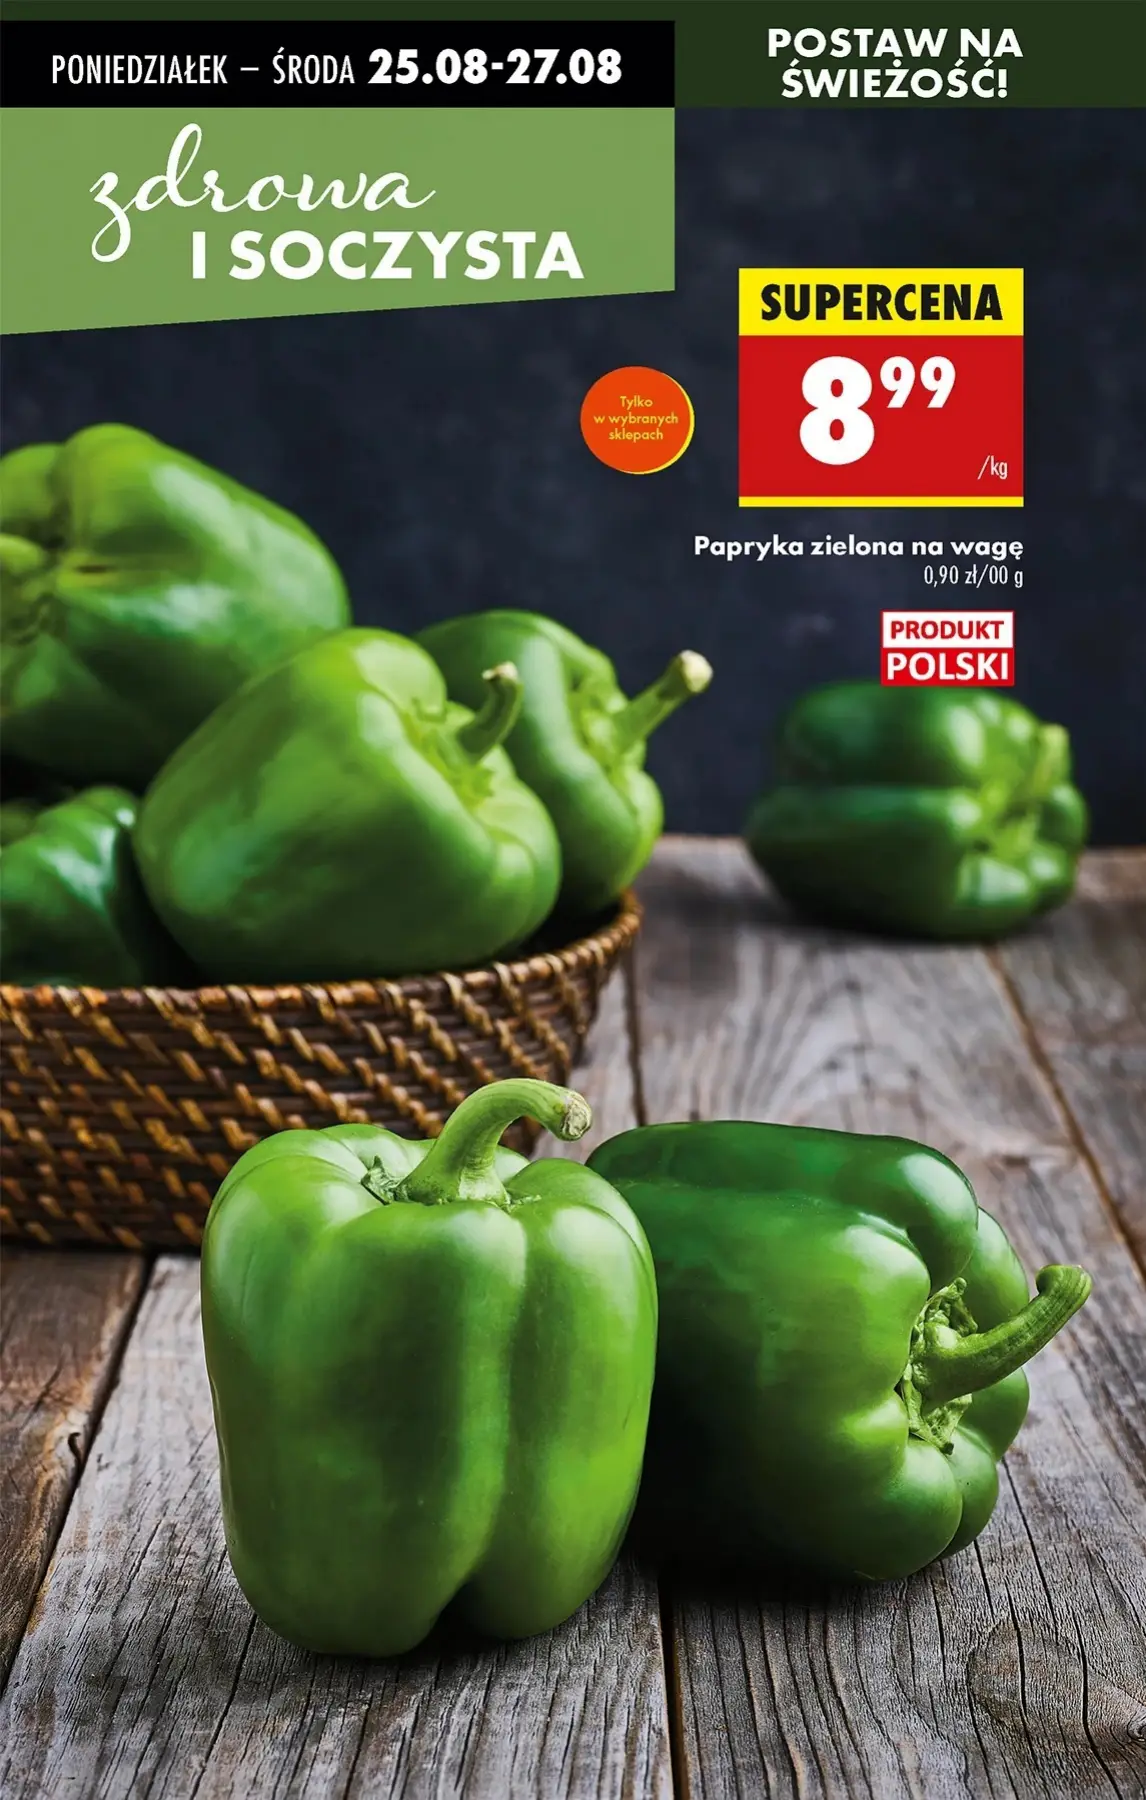 PONIEDZIAŁEK – ŚRODA 25.08-27.08
POSTAW NA
ŚWIEŻOŚĆ!
zdrowa
I SOCZYSTA
SUPERCENA
8 99
/kg
Tylko
w wybranych
sklepach
Papryka zielona na wagę
0,90 zł/00 g
PRODUKT
POLSKI